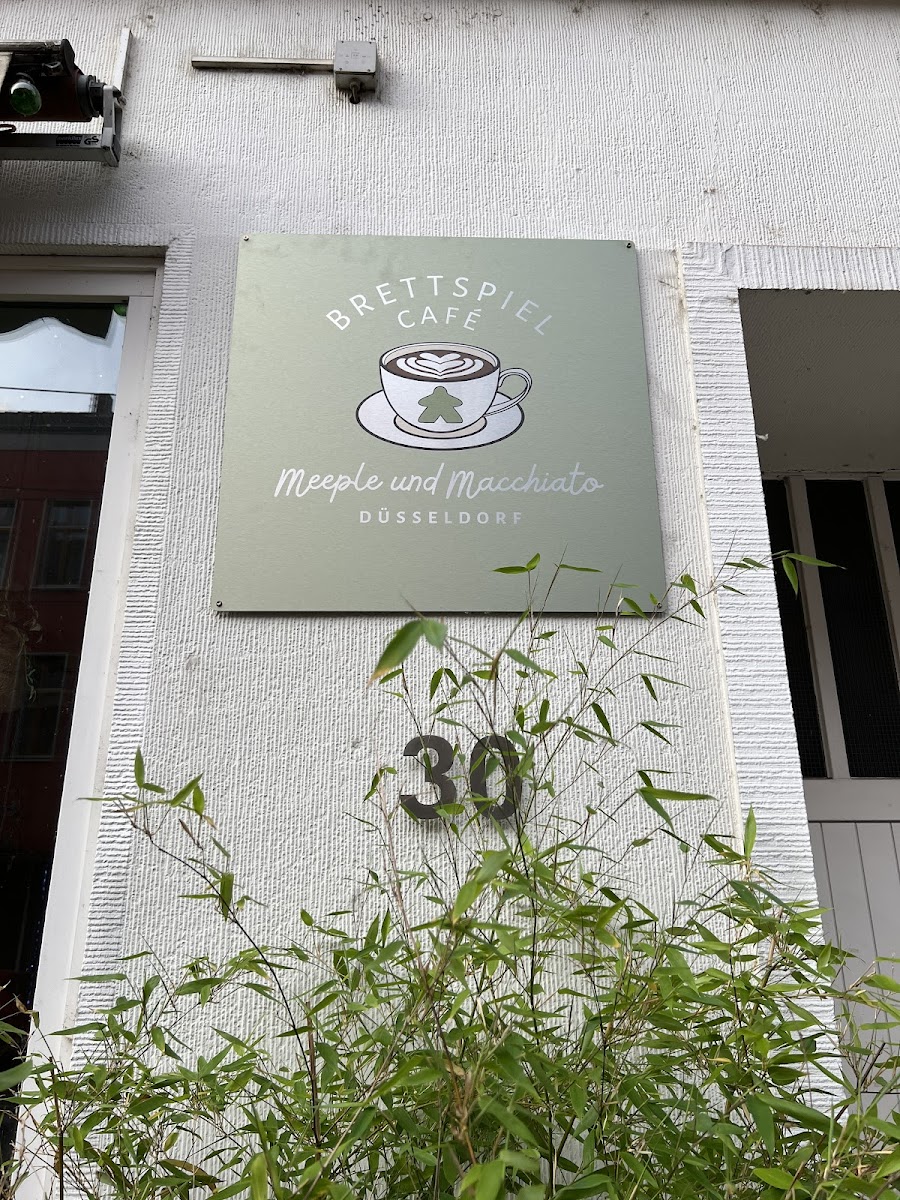 BRETTSPIEL
CAFÉ
Meeple und Macchiato
DÜSSELDORF
30